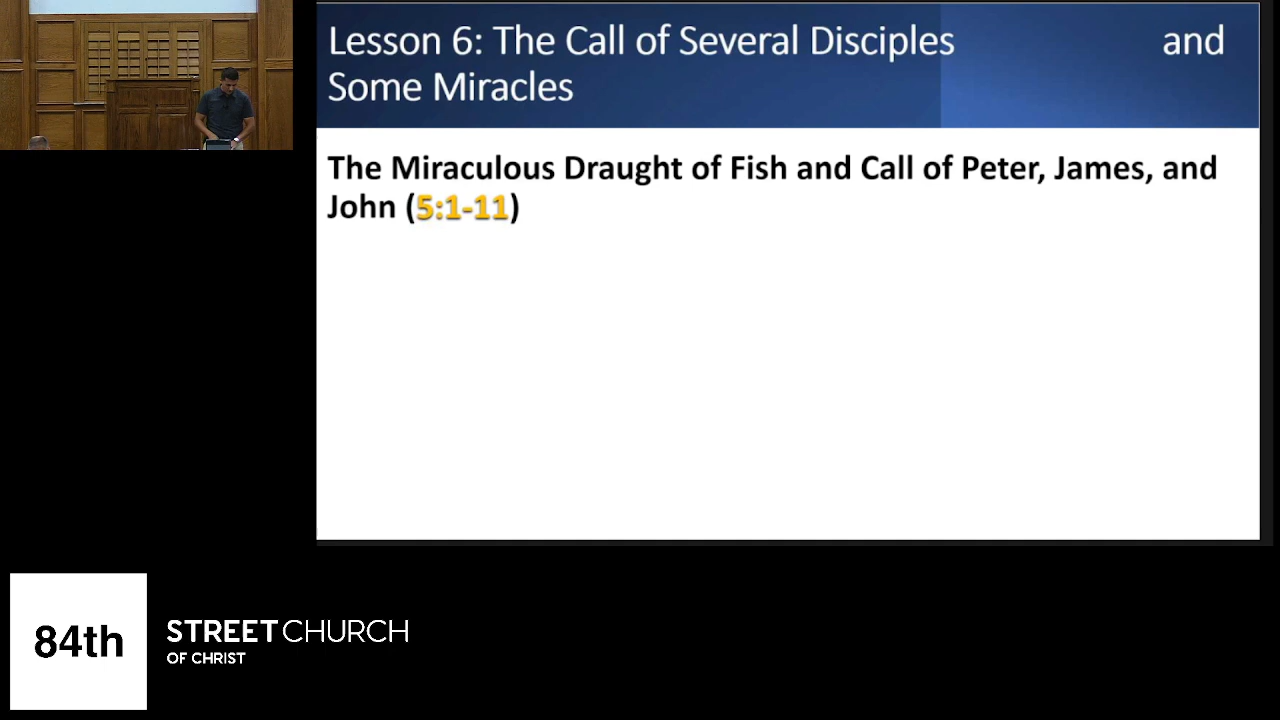 Lesson 6: The Call of Several Disciples and
Some Miracles
The Miraculous Draught of Fish and Call of Peter, James, and
John (5:1-11)
84th
STREET CHURCH
OF CHRIST